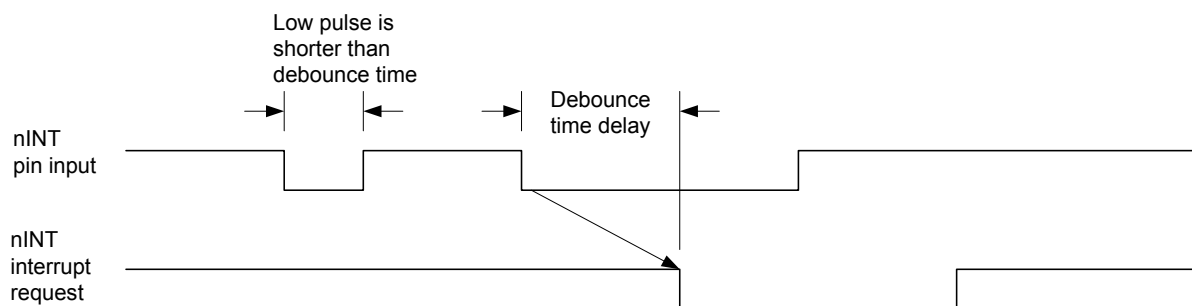 Low pulse is
shorter than
debounce time
Debounce
time delay
nINT
pin input
nINT
interrupt
request